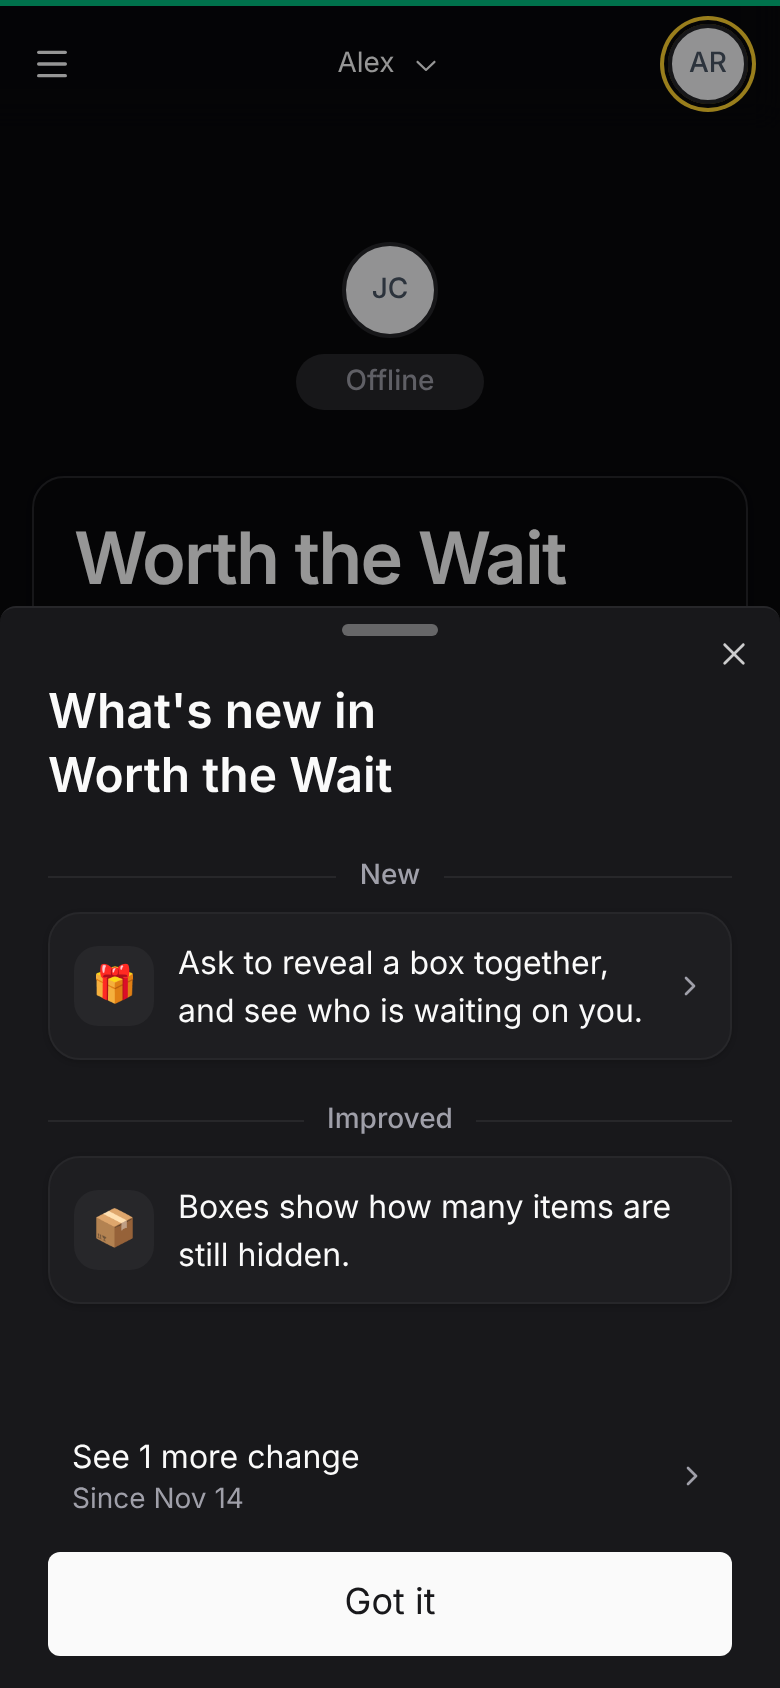 Alex
AR
JC
Offline
Worth the Wait
What's new in
Worth the Wait
New
Ask to reveal a box together,
and see who is waiting on you.
Improved
Boxes show how many items are
still hidden.
See 1 more change
Since Nov 14
Got it